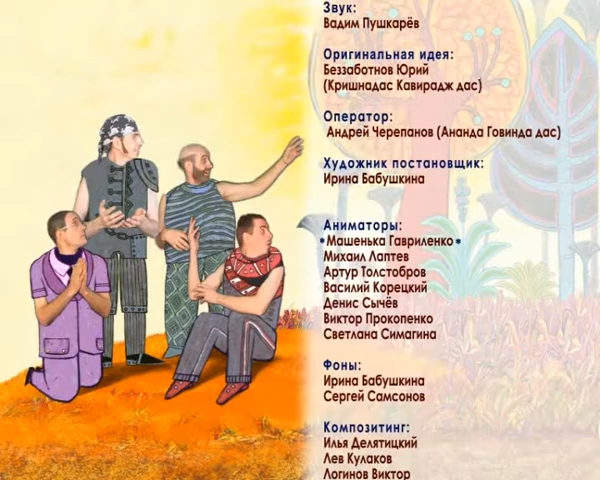 Звук:
Вадим Пушкарёв
Оригинальная идея:
Беззаботнов Юрий
(Кришнадас Кавирадж дас)
Оператор:
Андрей Черепанов (Ананда Говинда дас)
Художник постановщик:
Ирина Бабушкина
Аниматоры:
•Машенька Гавриленко•
Михаил Лаптев
Артур Толстобров
Василий Корецкий
Денис Сычёв
Виктор Прокопенко
Светлана Симагина
Фоны:
Ирина Бабушкина
Сергей Самсонов
Композитинг:
Илья Делятицкий
Лев Кулаков
Логинов Виктор